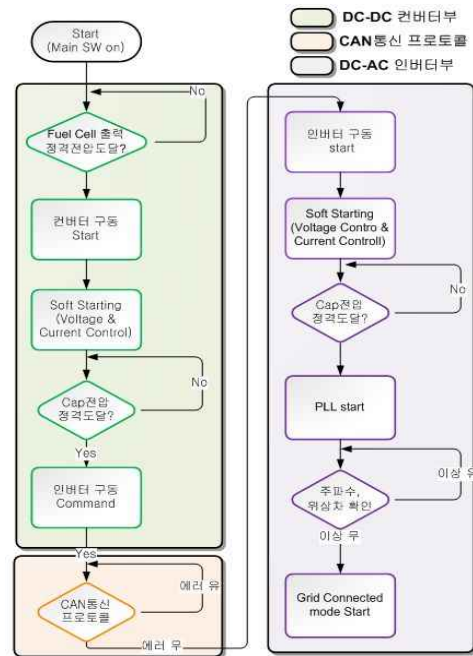 DC-DC 컨버터부
CAN통신 프로토콜
DC-AC 인버터부
Start
(Main SW on)
No
Fuel Cell 출력
정격전압도달?
컨버터 구동
Start
Soft Starting
(Voltage &
Current Control)
No
Cap전압
정격도달?
Yes
인버터 구동
Command
Yes
에러 유
CAN통신
프로토콜
에러 무
인버터 구동
start
Soft Starting
(Voltage Contro &
Current Controll)
No
Cap전압
정격도달?
PLL start
이상 유
주파수,
위상차 확인
이상 무
Grid Connected
mode Start